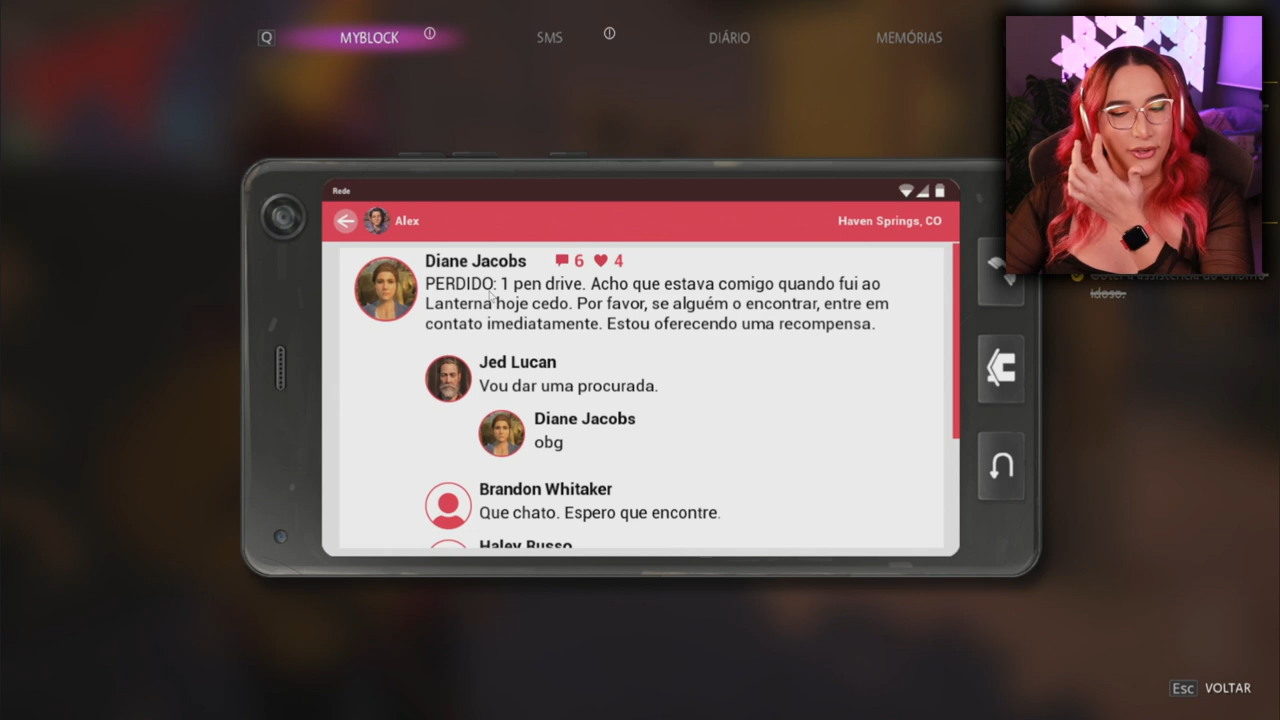 Q
MYBLOCK
SMS
DIÁRIO
MEMÓRIAS
Rede
Alex
Haven Springs, CO
Diane Jacobs 6 4
PERDIDO: 1 pen drive. Acho que estava comigo quando fui ao
Lanterna hoje cedo. Por favor, se alguém o encontrar, entre em
contato imediatamente. Estou oferecendo uma recompensa.
Jed Lucan
Vou dar uma procurada.
Diane Jacobs
obg
Brandon Whitaker
Que chato. Espero que encontre.
Haley Russo
idoso.
Esc VOLTAR